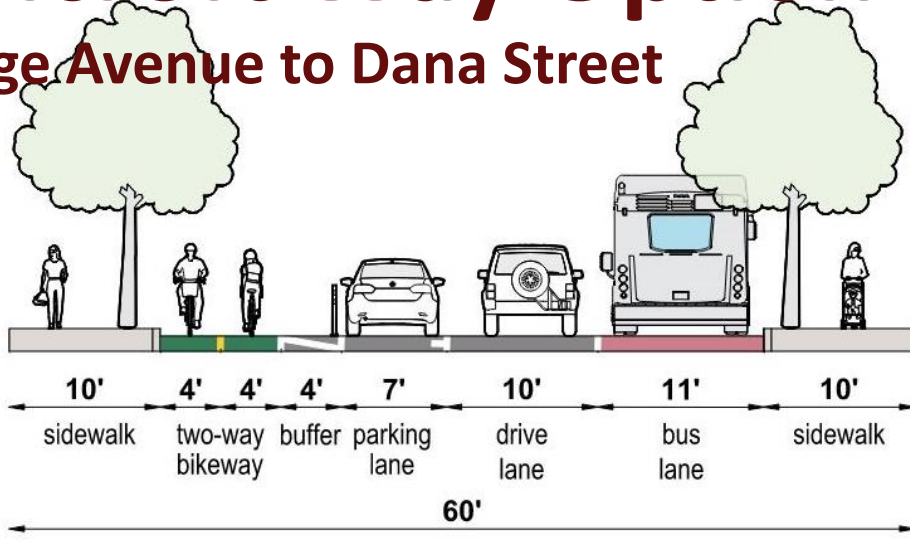 ge Avenue to Dana Street
10' 4' 4' 4' 7' 10' 11' 10'
sidewalk two-way buffer parking drive bus sidewalk
bikeway lane lane lane
60'